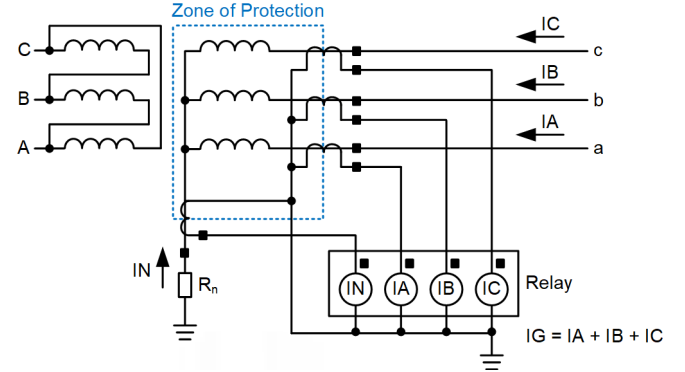 Zone of Protection
C
IC
c
B
IB
b
A
IA
a
IN
Rn
IN
IA
IB
IC
Relay
IG = IA + IB + IC